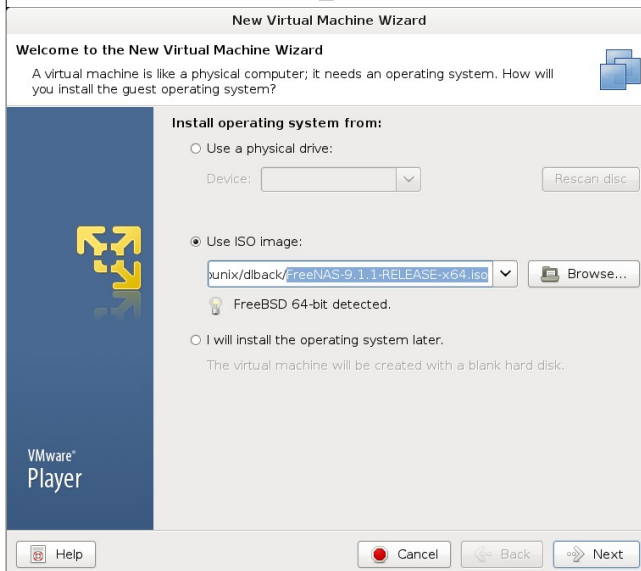 New Virtual Machine Wizard
Welcome to the New Virtual Machine Wizard
A virtual machine is like a physical computer; it needs an operating system. How will
you install the guest operating system?
Install operating system from:
Use a physical drive:
Device:
Rescan disc
Use ISO image:
unix/dlback/FreeNAS-9.1.1-RELEASE-x64.iso
Browse...
FreeBSD 64-bit detected.
I will install the operating system later.
The virtual machine will be created with a blank hard disk.
VMware®
Player
Help
Cancel
Back
Next